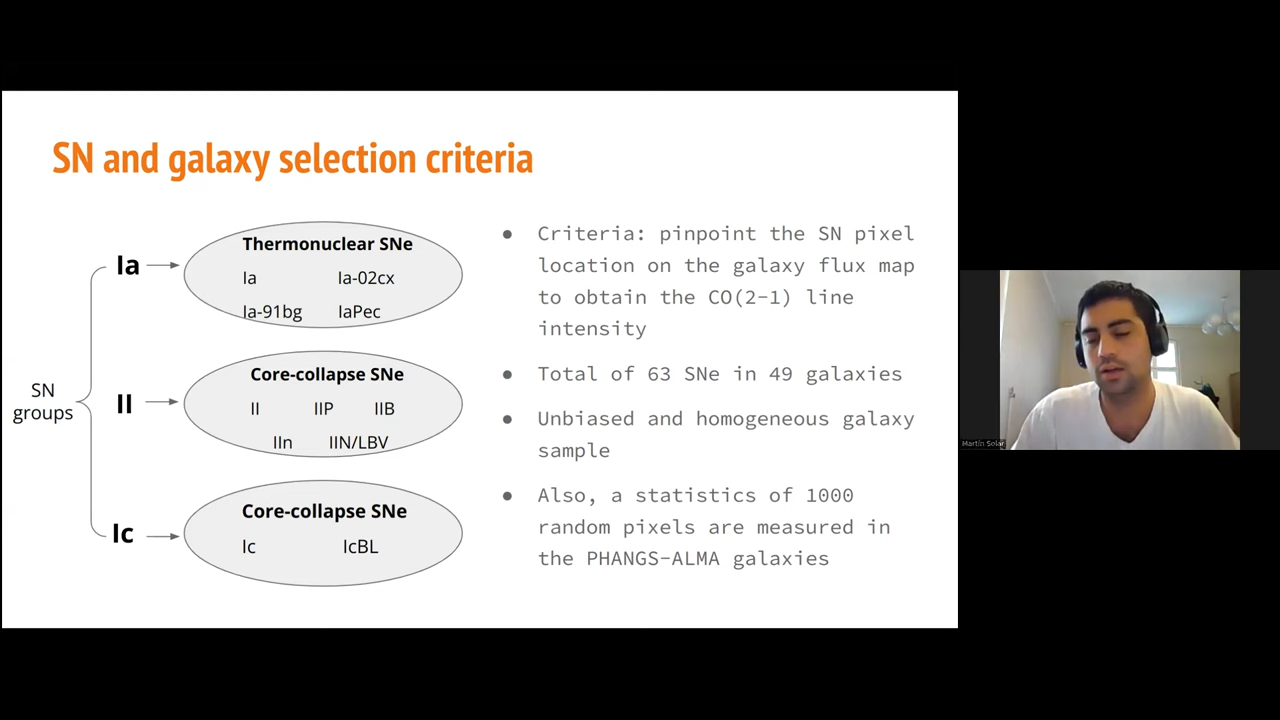 SN and galaxy selection criteria
SN
groups
Ia
Thermonuclear SNe
Ia Ia-02cx
Ia-91bg IaPec
II
Core-collapse SNe
II IIP IIB
IIn IIN/LBV
Ic
Core-collapse SNe
Ic IcBL
● Criteria: pinpoint the SN pixel
location on the galaxy flux map
to obtain the CO(2-1) line
intensity
● Total of 63 SNe in 49 galaxies
● Unbiased and homogeneous galaxy
sample
● Also, a statistics of 1000
random pixels are measured in
the PHANGS-ALMA galaxies
Martin Solar